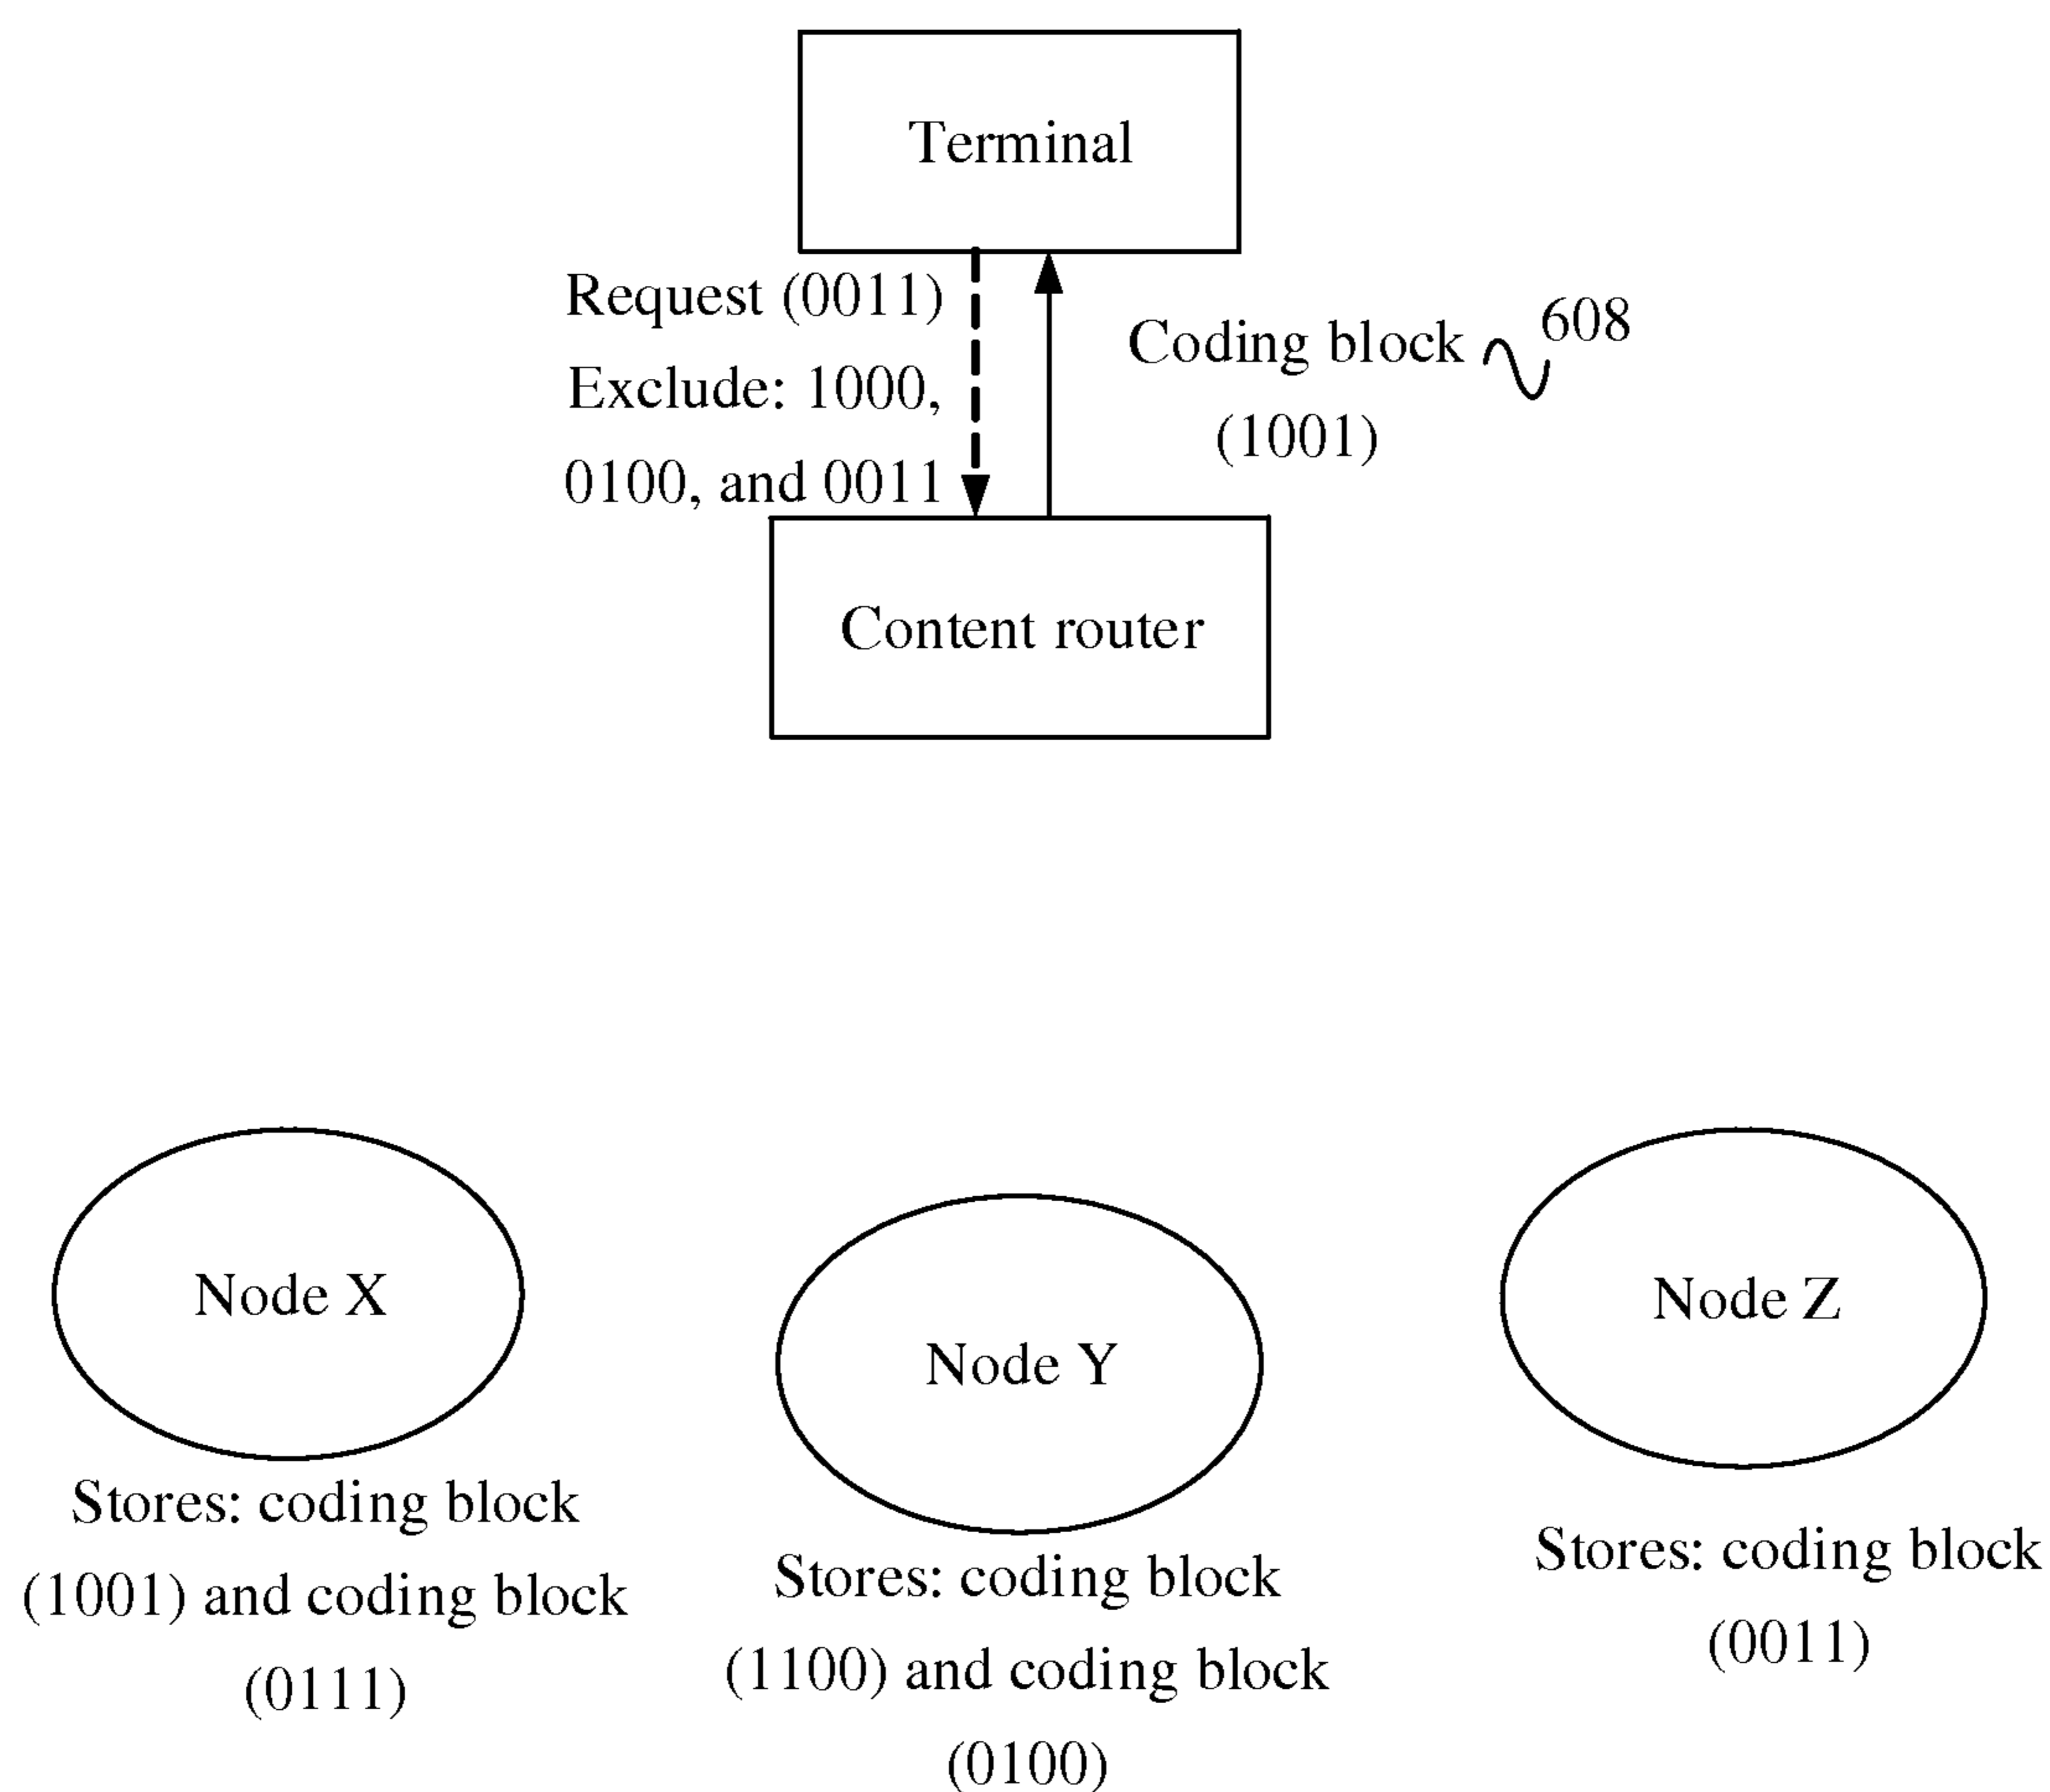 Terminal
Request (0011)
Exclude: 1000,
0100, and 0011
Coding block
(1001)
608
Content router
Node X
Stores: coding block
(1001) and coding block
(0111)
Node Y
Stores: coding block
(1100) and coding block
(0100)
Node Z
Stores: coding block
(0011)